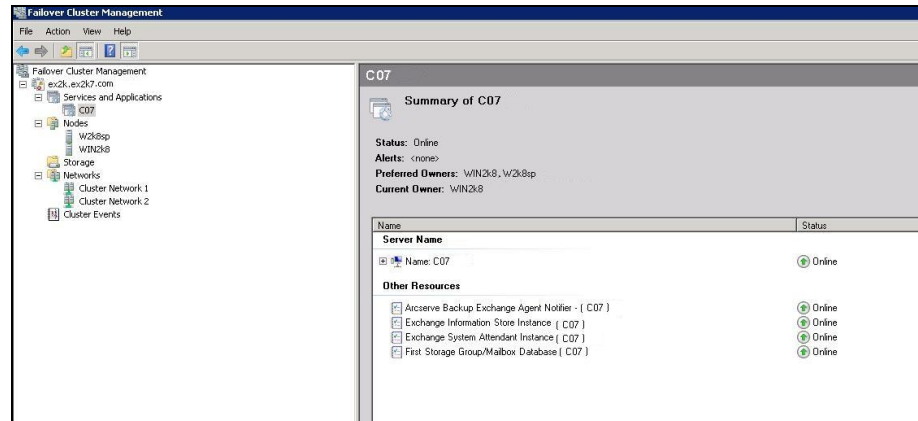 Failover Cluster Management
File Action View Help
Failover Cluster Management
ex2k.ex2k7.com
Services and Applications
C07
Nodes
W2k8sp
WIN2k8
Storage
Networks
Cluster Network 1
Cluster Network 2
Cluster Events
C07
Summary of C07
Status: Online
Alerts: <none>
Preferred Owners: WIN2k8, W2k8sp
Current Owner: WIN2k8
Name Status
Server Name
Name: C07 Online
Other Resources
Arcserve Backup Exchange Agent Notifier - ( C07 ) Online
Exchange Information Store Instance ( C07 ) Online
Exchange System Attendant Instance ( C07 ) Online
First Storage Group/Mailbox Database ( C07 ) Online